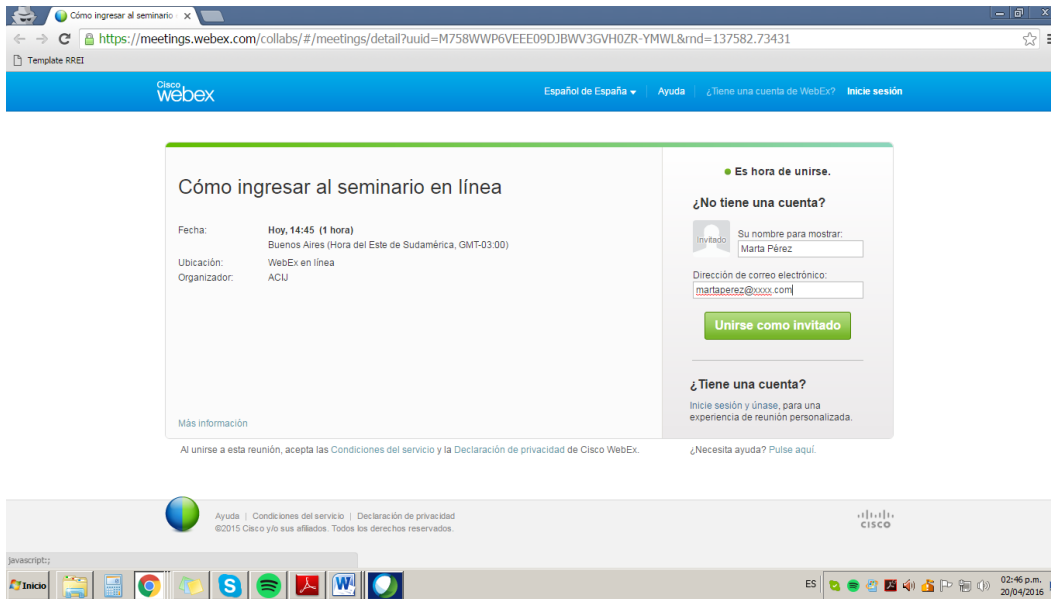 Cómo ingresar al seminario
https://meetings.webex.com/collabs/#/meetings/detail?uuid=M758WWP6VEEE09DJBWV3GVH0ZR-YMWL&rnd=137582.73431
Template RREI
Cisco webex
Español de España
Ayuda
¿Tiene una cuenta de WebEx? Inicie sesión
Cómo ingresar al seminario en línea
Fecha: Hoy, 14:45 (1 hora)
Buenos Aires (Hora del Este de Sudamérica, GMT-03:00)
Ubicación: WebEx en línea
Organizador: ACIJ
Más información
Es hora de unirse.
¿No tiene una cuenta?
Invitado
Su nombre para mostrar:
Marta Pérez
Dirección de correo electrónico:
martaperez@xxxx.com
Unirse como invitado
¿Tiene una cuenta?
Inicie sesión y únase, para una
experiencia de reunión personalizada.
Al unirse a esta reunión, acepta las Condiciones del servicio y la Declaración de privacidad de Cisco WebEx.
¿Necesita ayuda? Pulse aquí.
Ayuda | Condiciones del servicio | Declaración de privacidad
©2015 Cisco y/o sus afiliados. Todos los derechos reservados.
CISCO
javascript:;
Inicio
ES
02:46 p.m.
20/04/2016